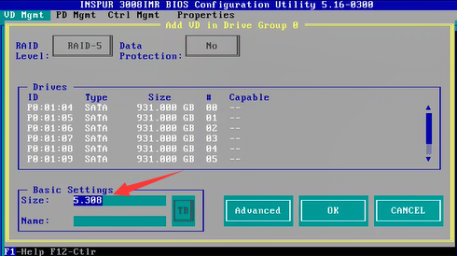 INSPUR 3008IMR BIOS Configuration Utility 5.16-0300
VD Mgmt PD Mgmt Ctrl Mgmt Properties
Add VD in Drive Group 0
RAID Level: RAID-5 Data Protection: No
Drives
ID Type Size # Capable
P0:01:04 SATA 931.000 GB 00 --
P0:01:05 SATA 931.000 GB 01 --
P0:01:06 SATA 931.000 GB 02 --
P0:01:07 SATA 931.000 GB 03 --
P0:01:08 SATA 931.000 GB 04 --
P0:01:09 SATA 931.000 GB 05 --
Basic Settings
Size: 5.308 TB
Name:
Advanced OK CANCEL
F1-Help F12-Ctlr